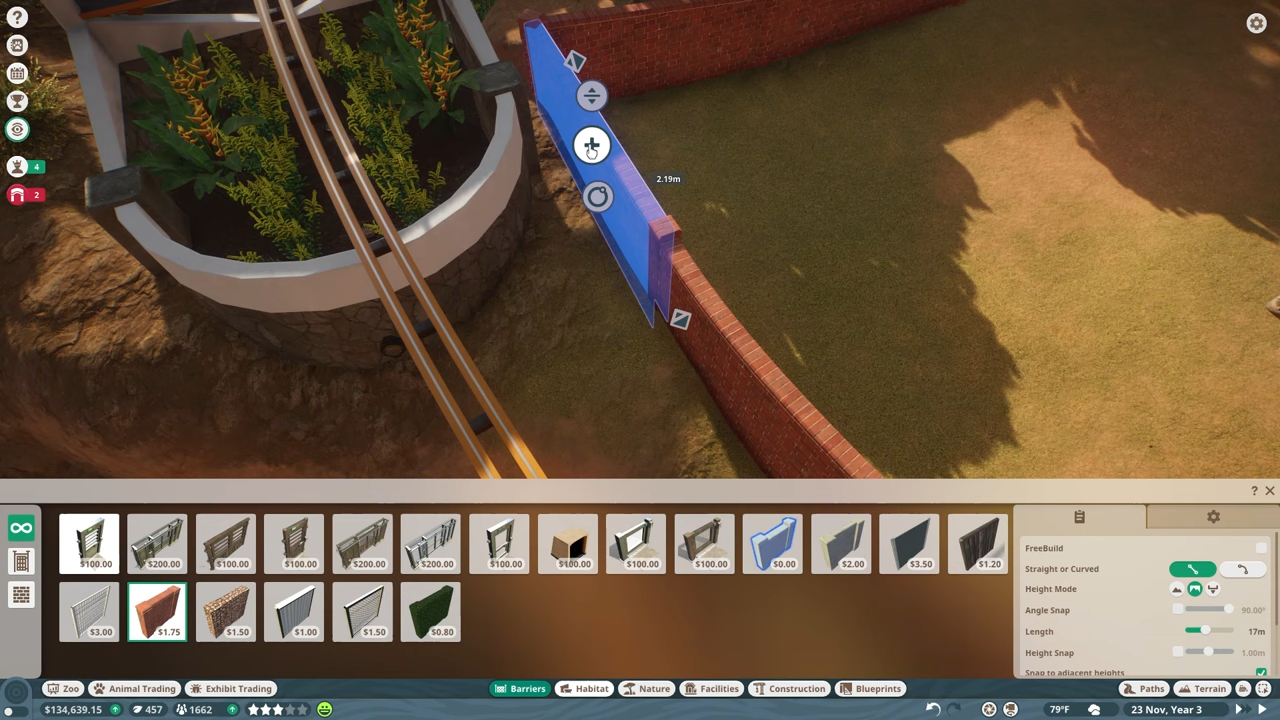 ?
4
2
2.19m
?
$100.00 $200.00 $100.00 $100.00 $200.00 $200.00 $100.00 $100.00 $100.00 $100.00 $0.00 $2.00 $3.50 $1.20
$3.00 $1.75 $1.50 $1.00 $1.50 $0.80
FreeBuild
Straight or Curved
Height Mode
Angle Snap 90.00°
Length 17m
Height Snap 1.00m
Snap to adjacent heights
Zoo Animal Trading Exhibit Trading Barriers Habitat Nature Facilities Construction Blueprints Paths Terrain
$134,639.15 457 1662 79°F 23 Nov, Year 3